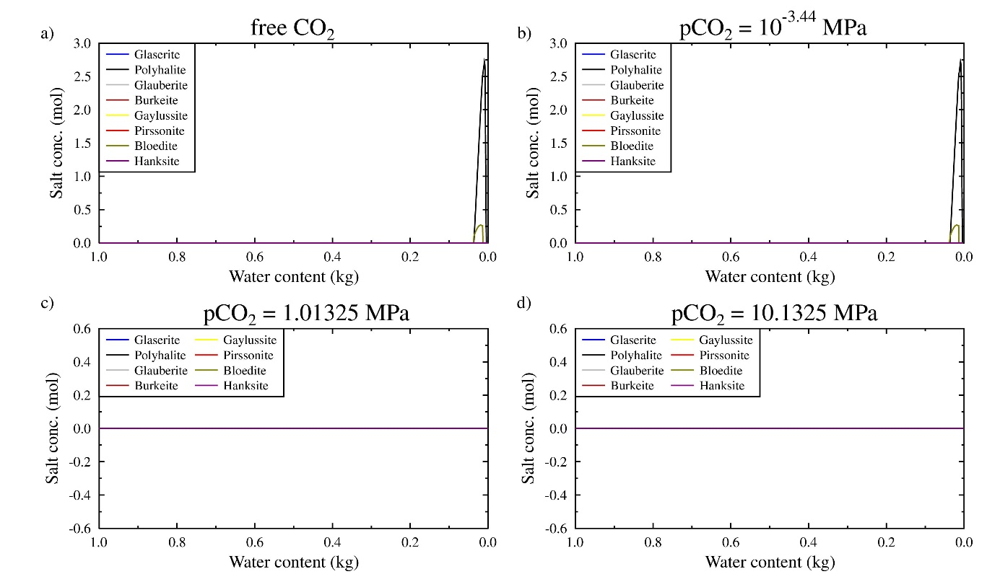 a)
free CO₂
3.0
2.5
2.0
1.5
1.0
0.5
0.0
Salt conc. (mol)
Glaserite
Polyhalite
Glauberite
Burkeite
Gaylussite
Pirssonite
Bloedite
Hanksite
1.0 0.8 0.6 0.4 0.2 0.0
Water content (kg)
b)
pCO₂ = 10^-3.44 MPa
3.0
2.5
2.0
1.5
1.0
0.5
0.0
Salt conc. (mol)
Glaserite
Polyhalite
Glauberite
Burkeite
Gaylussite
Pirssonite
Bloedite
Hanksite
1.0 0.8 0.6 0.4 0.2 0.0
Water content (kg)
c)
pCO₂ = 1.01325 MPa
0.6
0.4
0.2
0.0
-0.2
-0.4
-0.6
Salt conc. (mol)
Glaserite Gaylussite
Polyhalite Pirssonite
Glauberite Bloedite
Burkeite Hanksite
1.0 0.8 0.6 0.4 0.2 0.0
Water content (kg)
d)
pCO₂ = 10.1325 MPa
0.6
0.4
0.2
0.0
-0.2
-0.4
-0.6
Salt conc. (mol)
Glaserite Gaylussite
Polyhalite Pirssonite
Glauberite Bloedite
Burkeite Hanksite
1.0 0.8 0.6 0.4 0.2 0.0
Water content (kg)